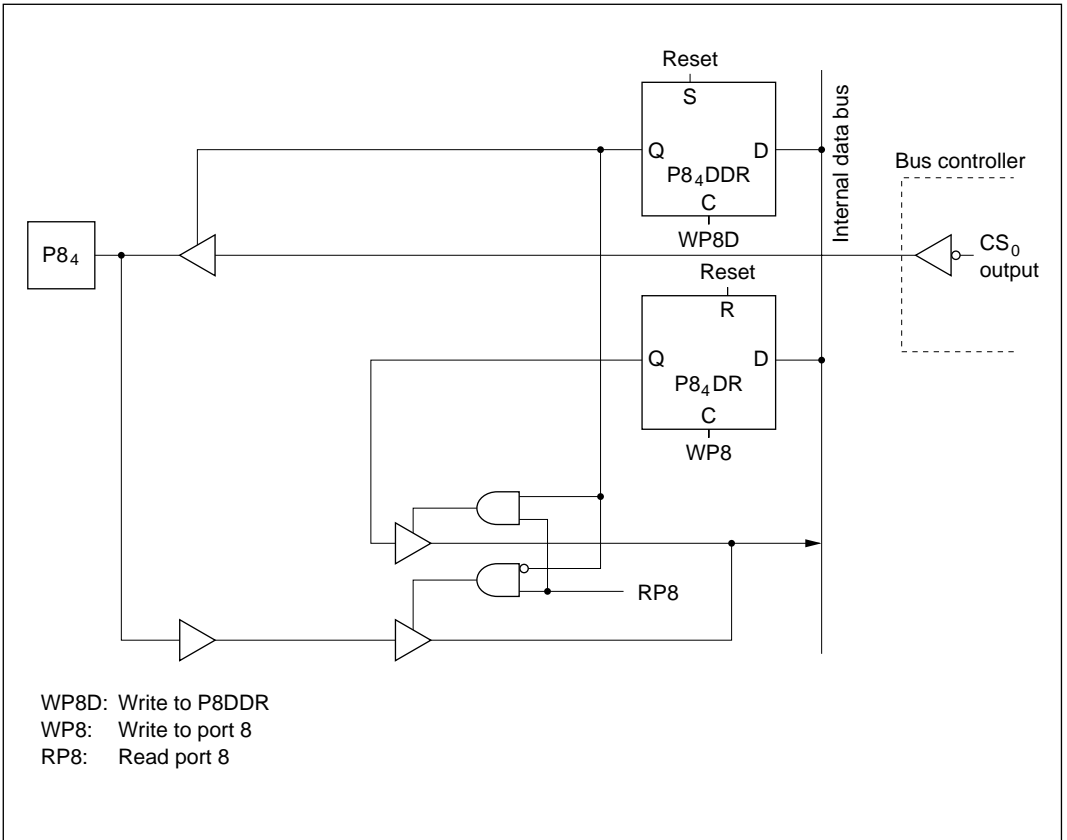 Reset
S
Q
D
P8₄DDR
C
WP8D
Internal data bus
Bus controller
P8₄
CS₀
output
Reset
R
Q
D
P8₄DR
C
WP8
RP8
WP8D: Write to P8DDR
WP8: Write to port 8
RP8: Read port 8